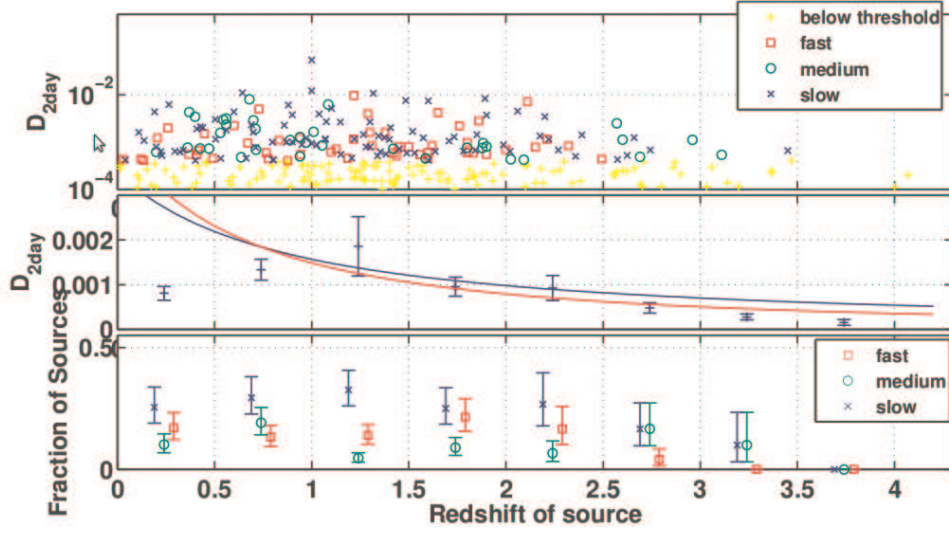 below threshold
fast
medium
slow
D2day
10^-2
10^-4
D2day
0.002
0.001
0
fast
medium
slow
Fraction of Sources
0.5
0
0 0.5 1 1.5 2 2.5 3 3.5 4
Redshift of source